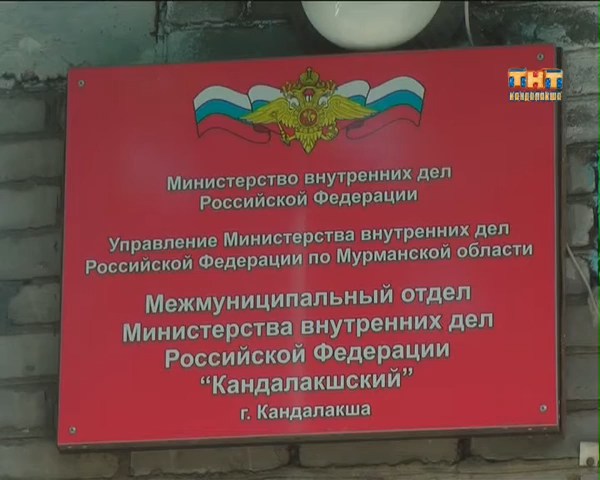 ТНТ
Кандалакша
Министерство внутренних дел
Российской Федерации
Управление Министерства внутренних дел
Российской Федерации по Мурманской области
Межмуниципальный отдел
Министерства внутренних дел
Российской Федерации
“Кандалакшский”
г. Кандалакша